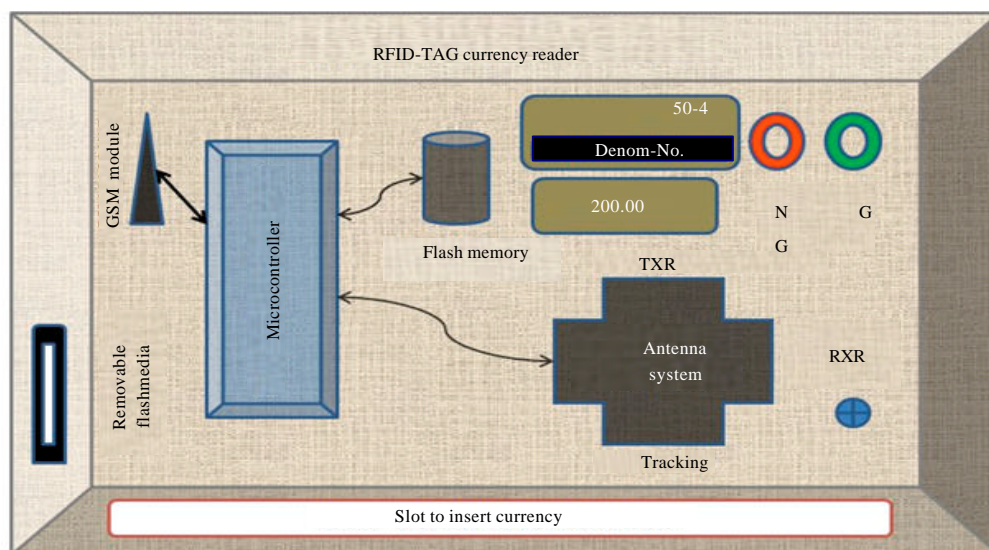 RFID-TAG currency reader
GSM module
Microcontroller
Flash memory
50-4
Denom-No.
200.00
N
G
G
TXR
Antenna
system
Tracking
RXR
Removable
flashmedia
Slot to insert currency